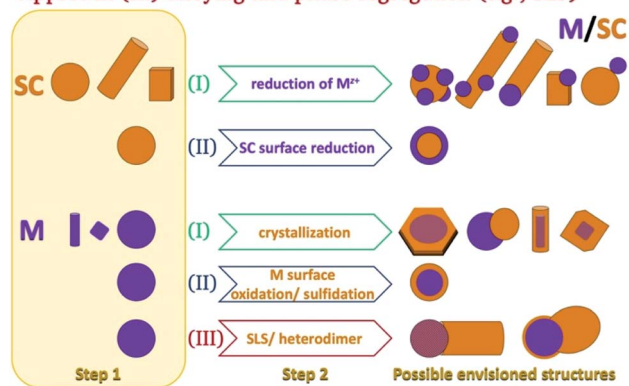 M/SC
SC
(I) reduction of Mᶻ⁺
(II) SC surface reduction
M
(I) crystallization
(II) M surface
oxidation/ sulfidation
(III) SLS/ heterodimer
Step 1 Step 2 Possible envisioned structures